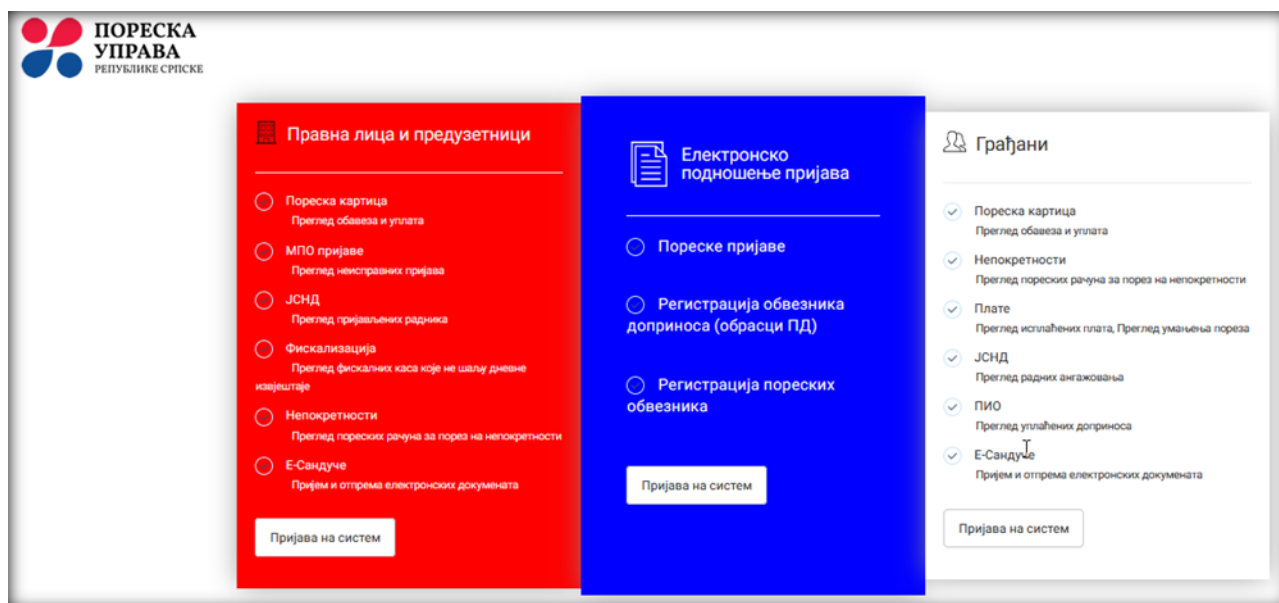 ПОРЕСКА
УПРАВА
РЕПУБЛИКЕ СРПСКЕ
Правна лица и предузетници
Пореска картица
Преглед обавеза и уплата
МПО пријаве
Преглед неисправних пријава
ЈСНД
Преглед пријављених радника
Фискализација
Преглед фискалних каса које не шаљу дневне
извјештаје
Непокретности
Преглед пореских рачуна за порез на непокретности
Е-Сандуче
Пријем и отпрема електронских докумената
Пријава на систем
Електронско
подношење пријава
Пореске пријаве
Регистрација обвезника
доприноса (обрасци ПД)
Регистрација пореских
обвезника
Пријава на систем
Грађани
Пореска картица
Преглед обавеза и уплата
Непокретности
Преглед пореских рачуна за порез на непокретности
Плате
Преглед исплаћених плата, Преглед умањења пореза
ЈСНД
Преглед радних ангажовања
ПИО
Преглед уплаћених доприноса
Е-Сандуче
Пријем и отпрема електронских докумената
Пријава на систем